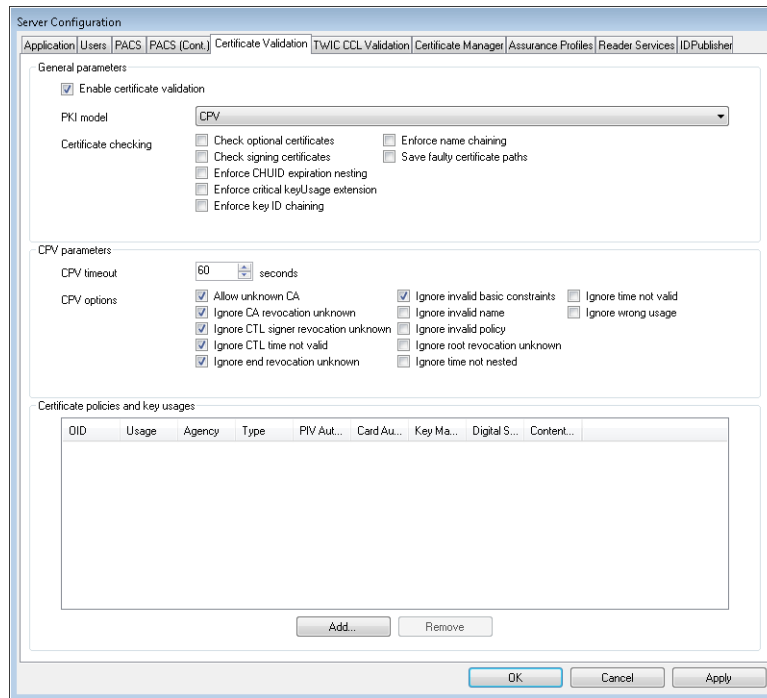 Server Configuration
Application Users PACS PACS (Cont.) Certificate Validation TWIC CCL Validation Certificate Manager Assurance Profiles Reader Services IDPublisher
General parameters
Enable certificate validation
PKI model CPV
Certificate checking Check optional certificates Enforce name chaining
Check signing certificates Save faulty certificate paths
Enforce CHUID expiration nesting
Enforce critical keyUsage extension
Enforce key ID chaining
CPV parameters
CPV timeout 60 seconds
CPV options Allow unknown CA Ignore invalid basic constraints Ignore time not valid
Ignore CA revocation unknown Ignore invalid name Ignore wrong usage
Ignore CTL signer revocation unknown Ignore invalid policy
Ignore CTL time not valid Ignore root revocation unknown
Ignore end revocation unknown Ignore time not nested
Certificate policies and key usages
OID Usage Agency Type PIV Aut... Card Au... Key Ma... Digital S... Content...
Add... Remove
OK Cancel Apply